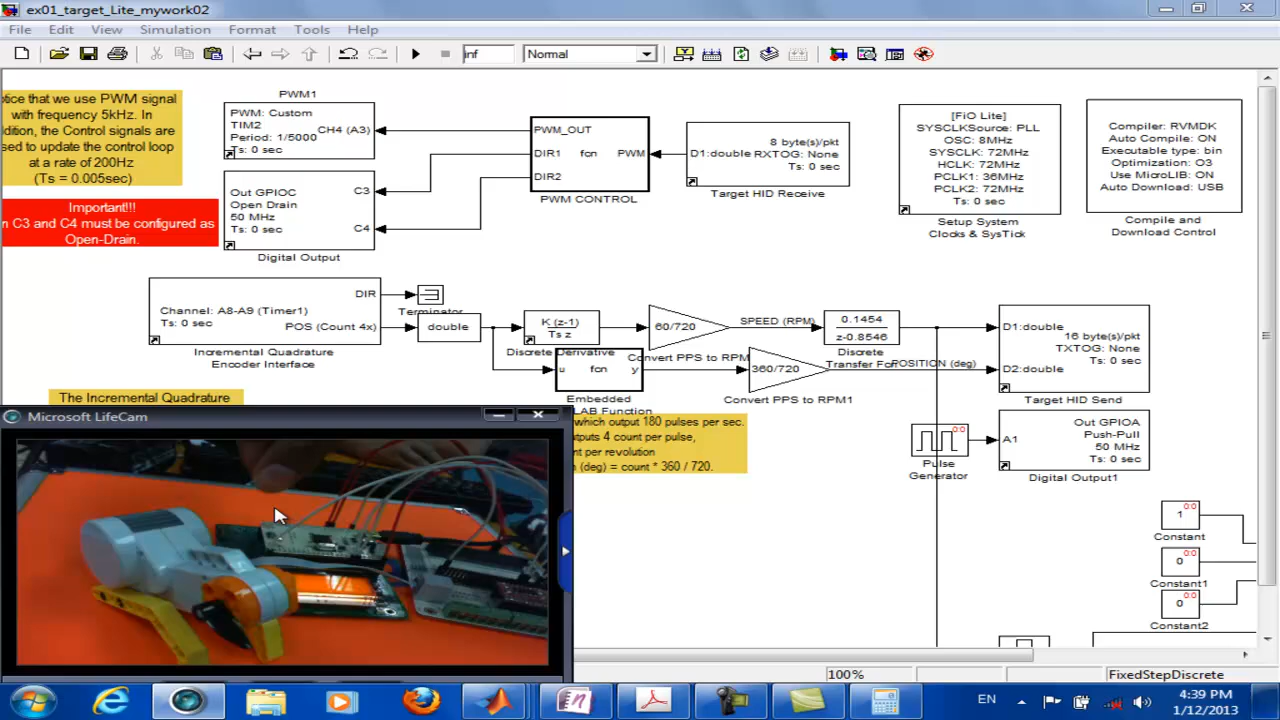 ex01_target_Lite_mywork02
File Edit View Simulation Format Tools Help
inf Normal
otice that we use PWM signal
with frequency 5kHz. In
ddition, the Control signals are
sed to update the control loop
at a rate of 200Hz
(Ts = 0.005sec)
Important!!!
n C3 and C4 must be configured as
Open-Drain.
PWM1
PWM: Custom
TIM2
Period: 1/5000
Ts: 0 sec
CH4 (A3)
Out GPIOC
Open Drain
50 MHz
Ts: 0 sec
C3
C4
Digital Output
PWM_OUT
DIR1 fcn PWM
DIR2
PWM CONTROL
8 byte(s)/pkt
D1:double RXTOG: None
Ts: 0 sec
Target HID Receive
[FiO Lite]
SYSCLKSource: PLL
OSC: 8MHz
SYSCLK: 72MHz
HCLK: 72MHz
PCLK1: 36MHz
PCLK2: 72MHz
Ts: 0 sec
Setup System
Clocks & SysTick
Compiler: RVMDK
Auto Compile: ON
Executable type: bin
Optimization: O3
Use MicroLIB: ON
Auto Download: USB
Compile and
Download Control
DIR
Channel: A8-A9 (Timer1)
Ts: 0 sec
POS (Count 4x)
Incremental Quadrature
Encoder Interface
Terminator
double
K (z-1)
Ts z
Discrete Derivative
60/720
Convert PPS to RPM
SPEED (RPM)
0.1454
z-0.8546
Discrete
Transfer Fcn
POSITION (deg)
u fcn y
Embedded
LAB Function
360/720
Convert PPS to RPM1
D1:double
16 byte(s)/pkt
TXTOG: None
Ts: 0 sec
D2:double
Target HID Send
Out GPIOA
Push-Pull
50 MHz
Ts: 0 sec
A1
Digital Output1
0:0
Pulse
Generator
The Incremental Quadrature
which output 180 pulses per sec.
utputs 4 count per pulse,
nt per revolution
n (deg) = count * 360 / 720.
0:0
1
Constant
0:0
0
Constant1
0:0
0
Constant2
Microsoft LifeCam
100% FixedStepDiscrete
EN
4:39 PM
1/12/2013